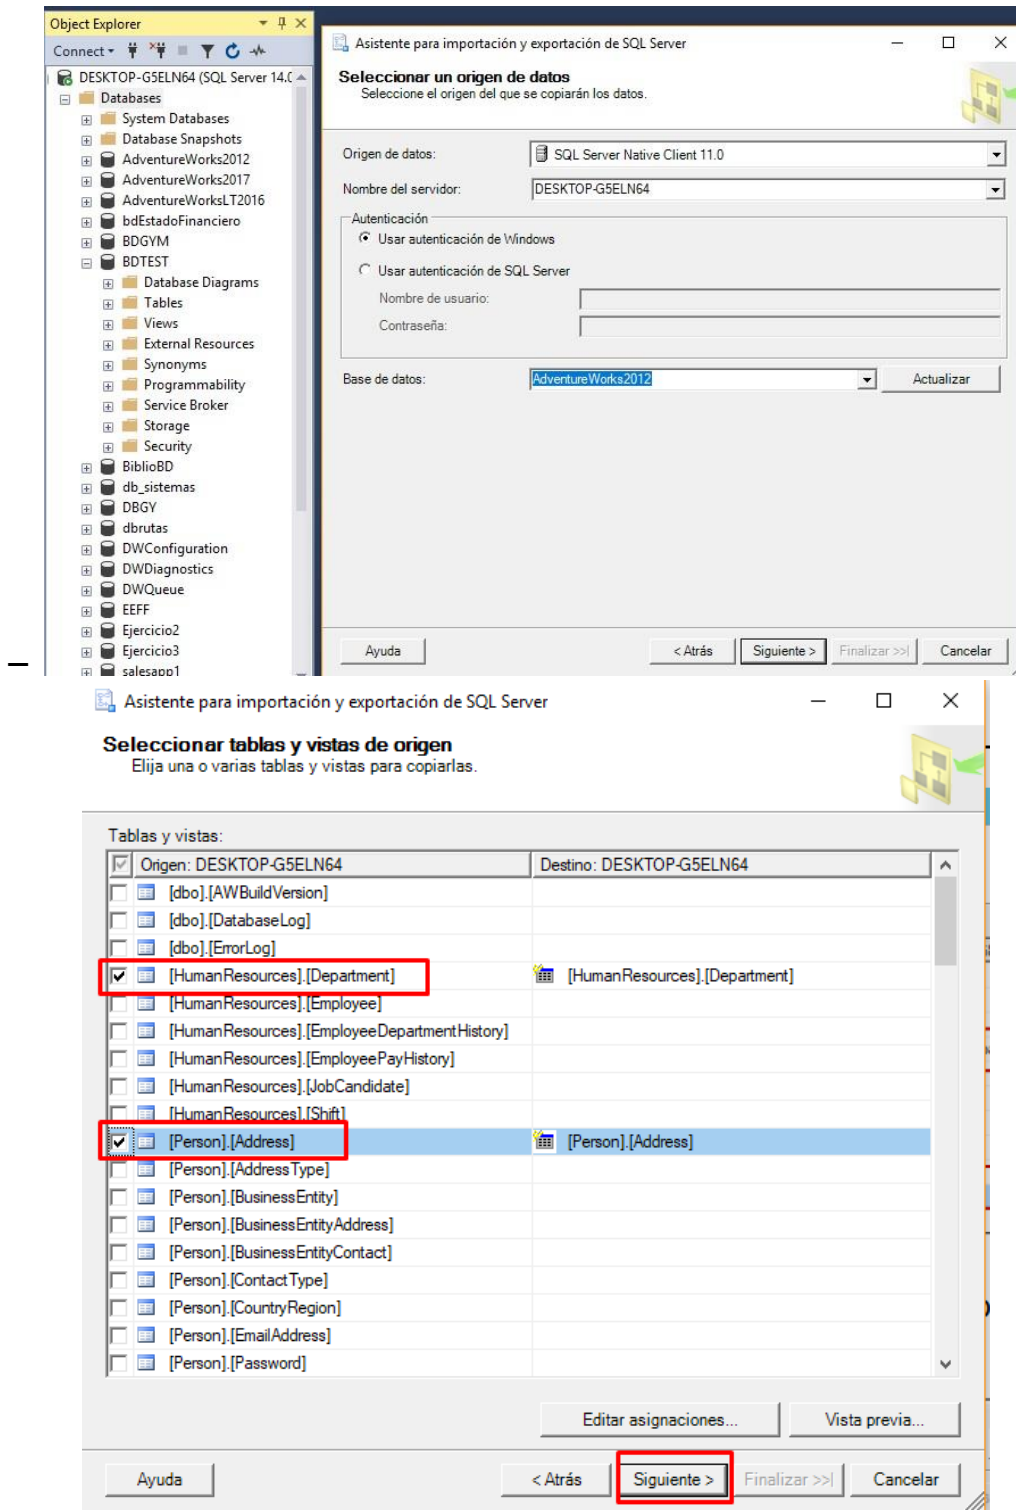 Object Explorer
Connect
DESKTOP-G5ELN64 (SQL Server 14.0
Databases
System Databases
Database Snapshots
AdventureWorks2012
AdventureWorks2017
AdventureWorksLT2016
bdEstadoFinanciero
BDGYM
BDTEST
Database Diagrams
Tables
Views
External Resources
Synonyms
Programmability
Service Broker
Storage
Security
BiblioBD
db_sistemas
DBGY
dbrutas
DWConfiguration
DWDiagnostics
DWQueue
EEFF
Ejercicio2
Ejercicio3
salesapp1
Asistente para importación y exportación de SQL Server
Seleccionar un origen de datos
Seleccione el origen del que se copiarán los datos.
Origen de datos: SQL Server Native Client 11.0
Nombre del servidor: DESKTOP-G5ELN64
Autenticación
Usar autenticación de Windows
Usar autenticación de SQL Server
Nombre de usuario:
Contraseña:
Base de datos: AdventureWorks2012 Actualizar
Ayuda < Atrás Siguiente > Finalizar >>| Cancelar
Asistente para importación y exportación de SQL Server
Seleccionar tablas y vistas de origen
Elija una o varias tablas y vistas para copiarlas.
Tablas y vistas:
Origen: DESKTOP-G5ELN64 Destino: DESKTOP-G5ELN64
[dbo].[AWBuildVersion]
[dbo].[DatabaseLog]
[dbo].[ErrorLog]
[HumanResources].[Department] [HumanResources].[Department]
[HumanResources].[Employee]
[HumanResources].[EmployeeDepartmentHistory]
[HumanResources].[EmployeePayHistory]
[HumanResources].[JobCandidate]
[HumanResources].[Shift]
[Person].[Address] [Person].[Address]
[Person].[AddressType]
[Person].[BusinessEntity]
[Person].[BusinessEntityAddress]
[Person].[BusinessEntityContact]
[Person].[ContactType]
[Person].[CountryRegion]
[Person].[EmailAddress]
[Person].[Password]
Editar asignaciones... Vista previa...
Ayuda < Atrás Siguiente > Finalizar >>| Cancelar